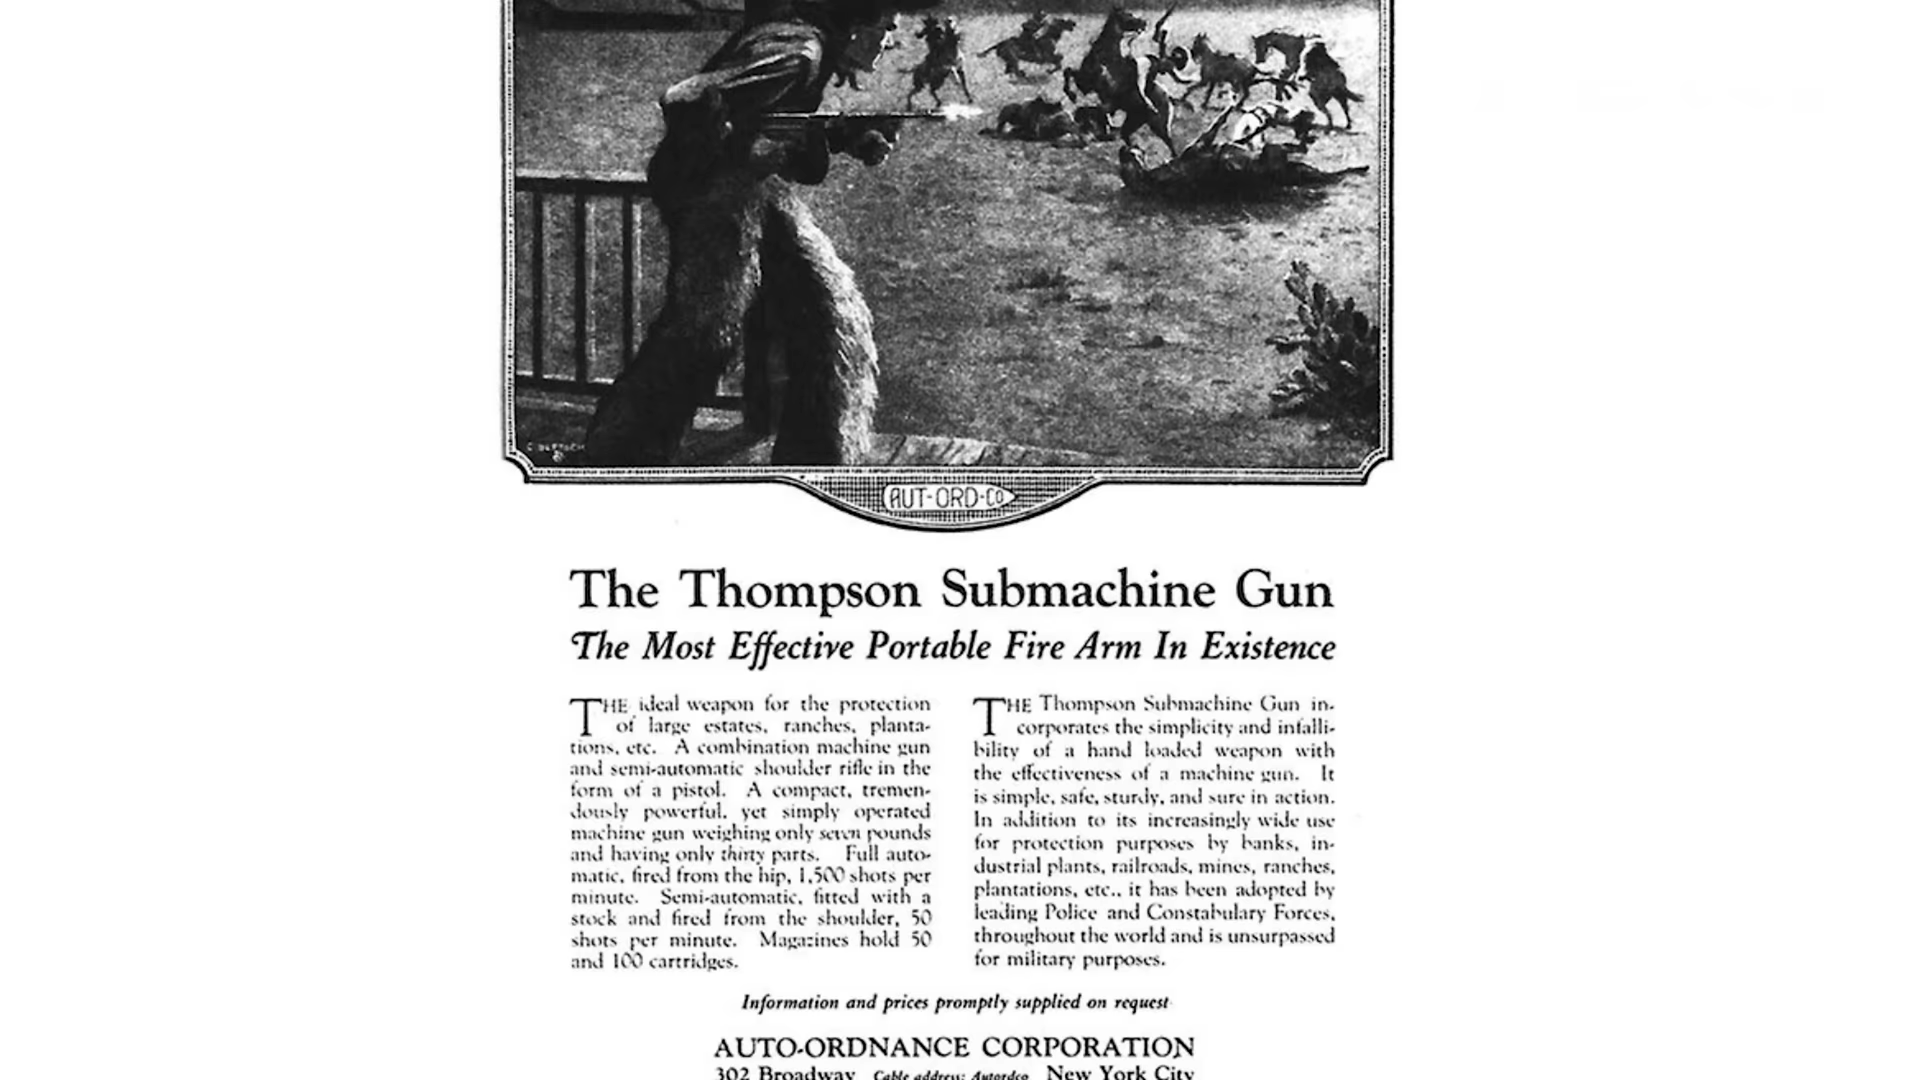 AUT-ORD-CO
The Thompson Submachine Gun
The Most Effective Portable Fire Arm In Existence
THE ideal weapon for the protection
of large estates, ranches, planta-
tions, etc. A combination machine gun
and semi-automatic shoulder rifle in the
form of a pistol. A compact, tremen-
dously powerful, yet simply operated
machine gun weighing only seven pounds
and having only thirty parts. Full auto-
matic, fired from the hip, 1,500 shots per
minute. Semi-automatic, fitted with a
stock and fired from the shoulder, 50
shots per minute. Magazines hold 50
and 100 cartridges.
THE Thompson Submachine Gun in-
corporates the simplicity and infalli-
bility of a hand loaded weapon with
the effectiveness of a machine gun. It
is simple, safe, sturdy, and sure in action.
In addition to its increasingly wide use
for protection purposes by banks, in-
dustrial plants, railroads, mines, ranches,
plantations, etc., it has been adopted by
leading Police and Constabulary Forces,
throughout the world and is unsurpassed
for military purposes.
Information and prices promptly supplied on request
AUTO-ORDNANCE CORPORATION
302 Broadway Cable address: Autordco New York City